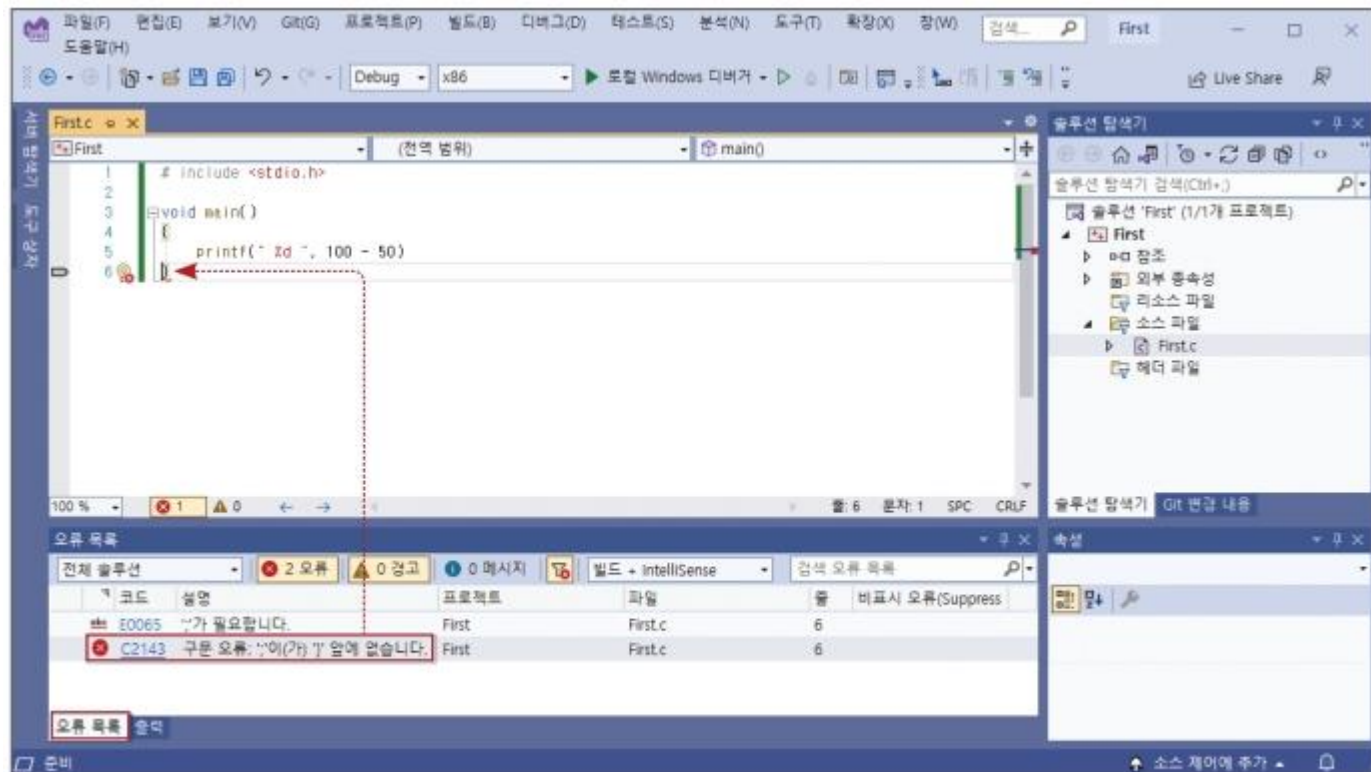 파일(F) 편집(E) 보기(V) Git(G) 프로젝트(P) 빌드(B) 디버그(D) 테스트(S) 분석(N) 도구(T) 확장(X) 창(W) 검색... First
도움말(H)
Debug x86 로컬 Windows 디버거 Live Share
서버 탐색기 도구 상자
First.c
First (전역 범위) main()
1 # include <stdio.h>
2
3 void main()
4 {
5 printf(" %d ", 100 - 50)
6 }
100 % 1 0 줄: 6 문자: 1 SPC CRLF
솔루션 탐색기
솔루션 탐색기 검색(Ctrl+;)
솔루션 'First' (1/1개 프로젝트)
First
참조
외부 종속성
리소스 파일
소스 파일
First.c
헤더 파일
솔루션 탐색기 Git 변경 내용
오류 목록
전체 솔루션 2 오류 0 경고 0 메시지 빌드 + IntelliSense 검색 오류 목록
코드 설명 프로젝트 파일 줄 비표시 오류(Suppress
abc E0065 ';'가 필요합니다. First First.c 6
C2143 구문 오류: ';'이(가) '}' 앞에 없습니다. First First.c 6
오류 목록 출력
속성
준비 소스 제어에 추가